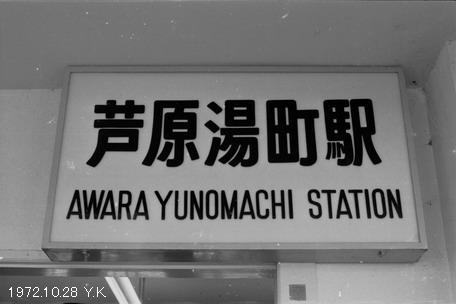 芦原湯町駅
AWARA YUNOMACHI STATION
1972.10.28 Y.K